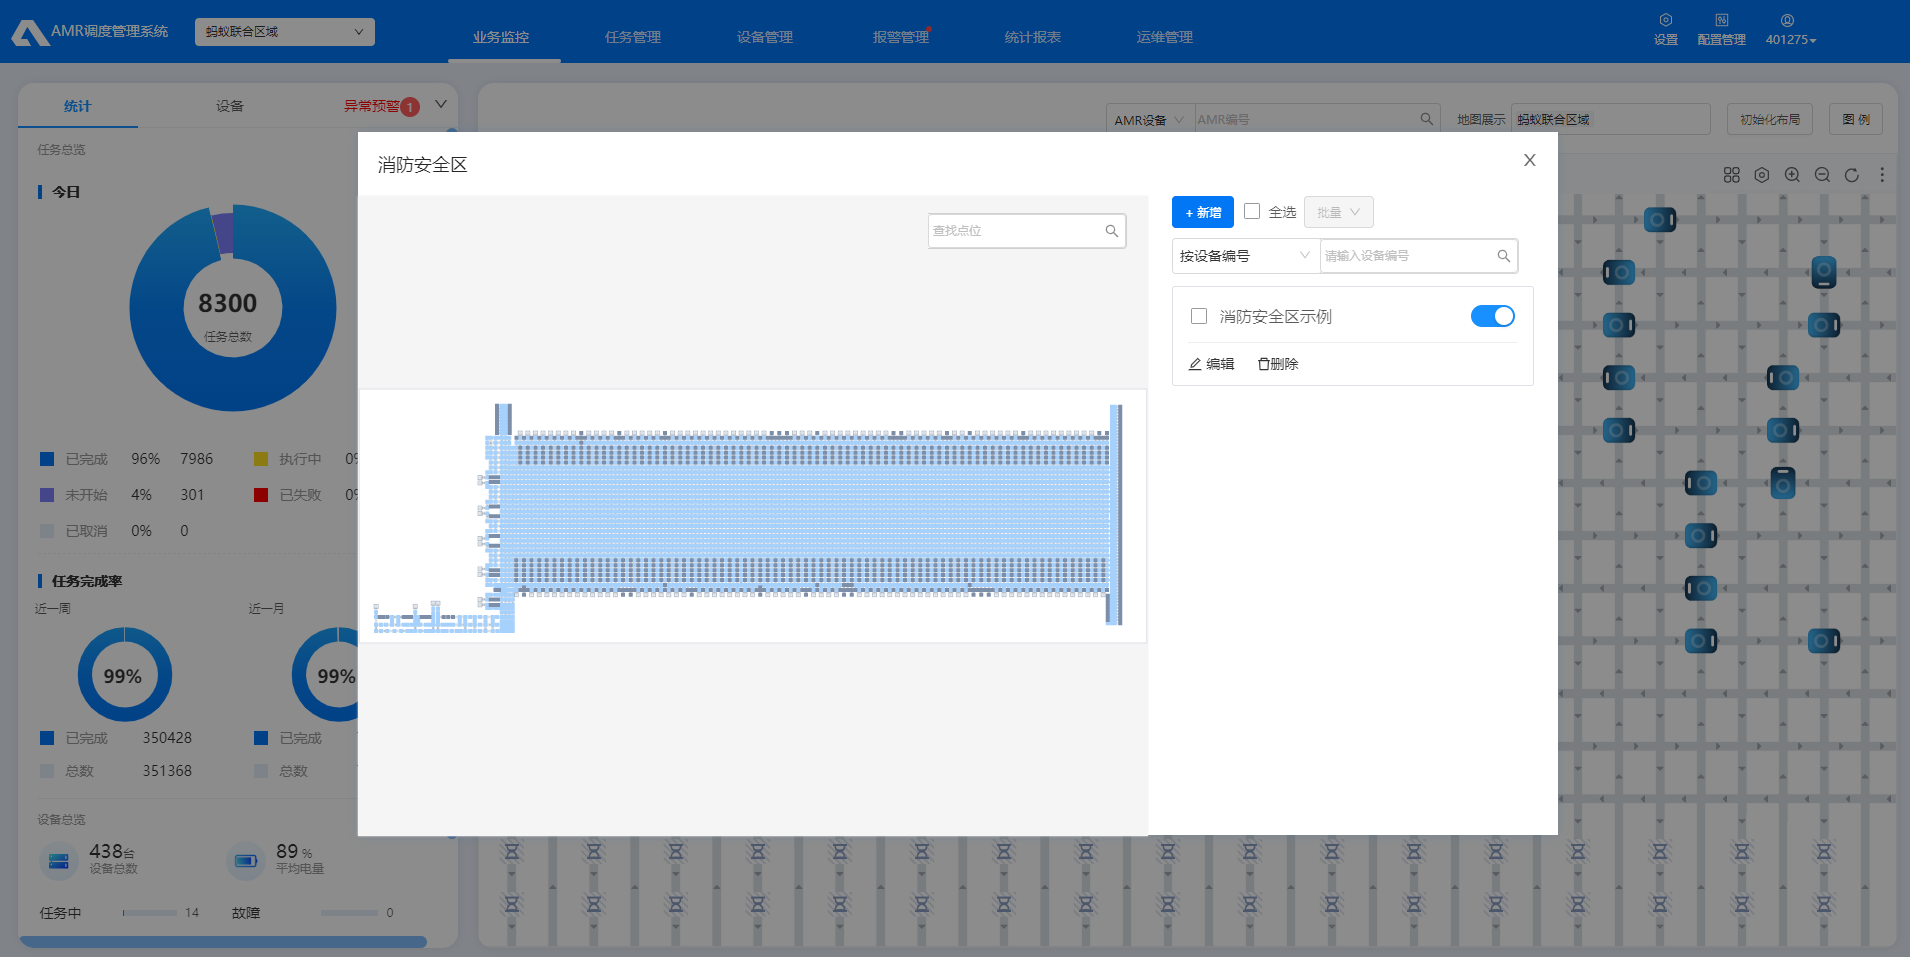 AMR调度管理系统
蚂蚁联合区域
业务监控
任务管理
设备管理
报警管理
统计报表
运维管理
设置
配置管理
401275
统计
设备
异常预警
1
AMR设备
AMR编号
地图展示
蚂蚁联合区域
初始化布局
图 例
任务总览
今日
8300
任务总数
已完成 96% 7986
执行中 0%
未开始 4% 301
已失败 0%
已取消 0% 0
任务完成率
近一周
近一月
99%
99%
已完成 350428
已完成
总数 351368
总数
设备总览
438台
设备总数
89 %
平均电量
任务中 14
故障 0
消防安全区
查找点位
+ 新增
全选
批量
按设备编号
请输入设备编号
消防安全区示例
编辑
删除